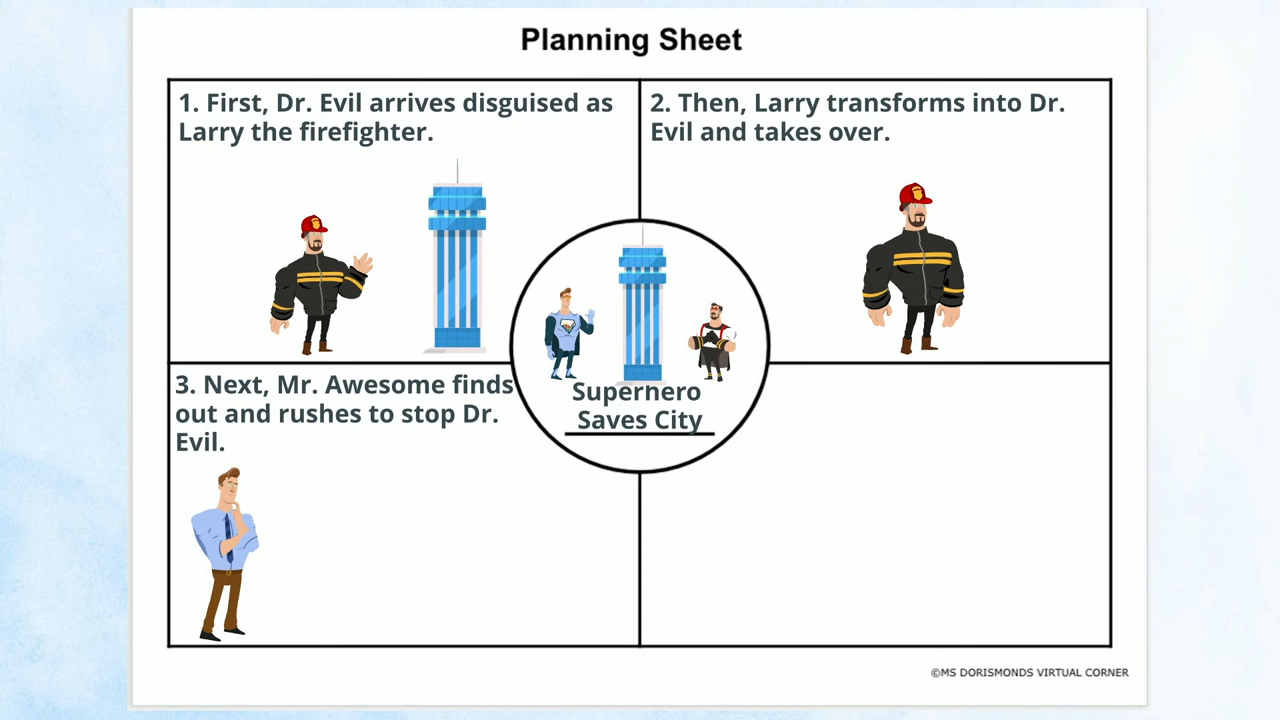 Planning Sheet
1. First, Dr. Evil arrives disguised as
Larry the firefighter.
2. Then, Larry transforms into Dr.
Evil and takes over.
Superhero
Saves City
3. Next, Mr. Awesome finds
out and rushes to stop Dr.
Evil.
©MS DORISMONDS VIRTUAL CORNER